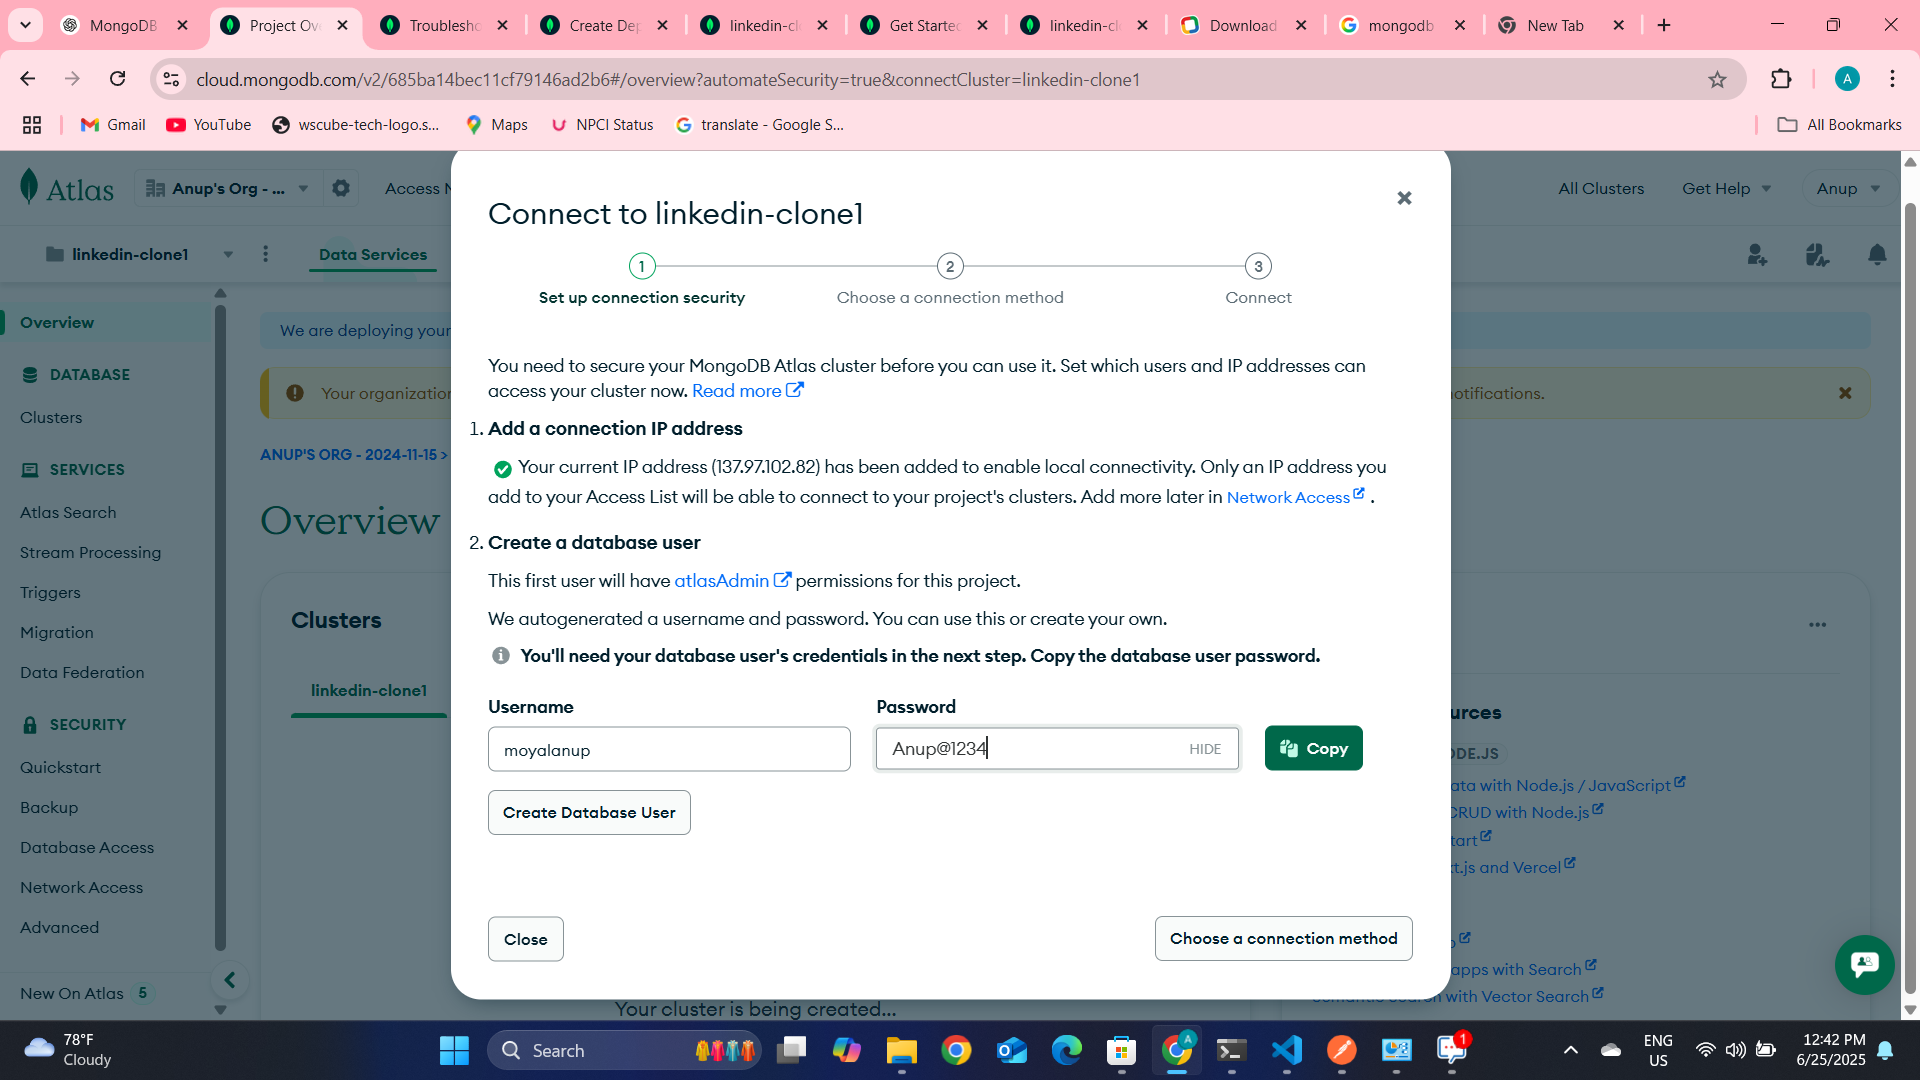 MongoDB
Project Ov
Troublesho
Create Dep
linkedin-cl
Get Started
linkedin-cl
Download
mongodb
New Tab
cloud.mongodb.com/v2/685ba14bec11cf79146ad2b6#/overview?automateSecurity=true&connectCluster=linkedin-clone1
A
Gmail
YouTube
wscube-tech-logo.s...
Maps
NPCI Status
translate - Google S...
All Bookmarks
Atlas
Anup's Org - ...
Access N
All Clusters
Get Help
Anup
linkedin-clone1
Data Services
Overview
DATABASE
Clusters
SERVICES
Atlas Search
Stream Processing
Triggers
Migration
Data Federation
SECURITY
Quickstart
Backup
Database Access
Network Access
Advanced
New On Atlas 5
We are deploying your
Your organization
otifications.
ANUP'S ORG - 2024-11-15 >
Overview
Clusters
linkedin-clone1
Your cluster is being created...
Connect to linkedin-clone1
1
Set up connection security
2
Choose a connection method
3
Connect
You need to secure your MongoDB Atlas cluster before you can use it. Set which users and IP addresses can
access your cluster now. Read more
1. Add a connection IP address
Your current IP address (137.97.102.82) has been added to enable local connectivity. Only an IP address you
add to your Access List will be able to connect to your project's clusters. Add more later in Network Access .
2. Create a database user
This first user will have atlasAdmin permissions for this project.
We autogenerated a username and password. You can use this or create your own.
You'll need your database user's credentials in the next step. Copy the database user password.
Username
Password
moyalanup
Anup@1234
HIDE
Copy
Create Database User
Close
Choose a connection method
urces
ODE.JS
ata with Node.js / JavaScript
CRUD with Node.js
tart
t.js and Vercel
apps with Search
with Vector Search
78°F
Cloudy
Search
A
1
ENG
US
12:42 PM
6/25/2025